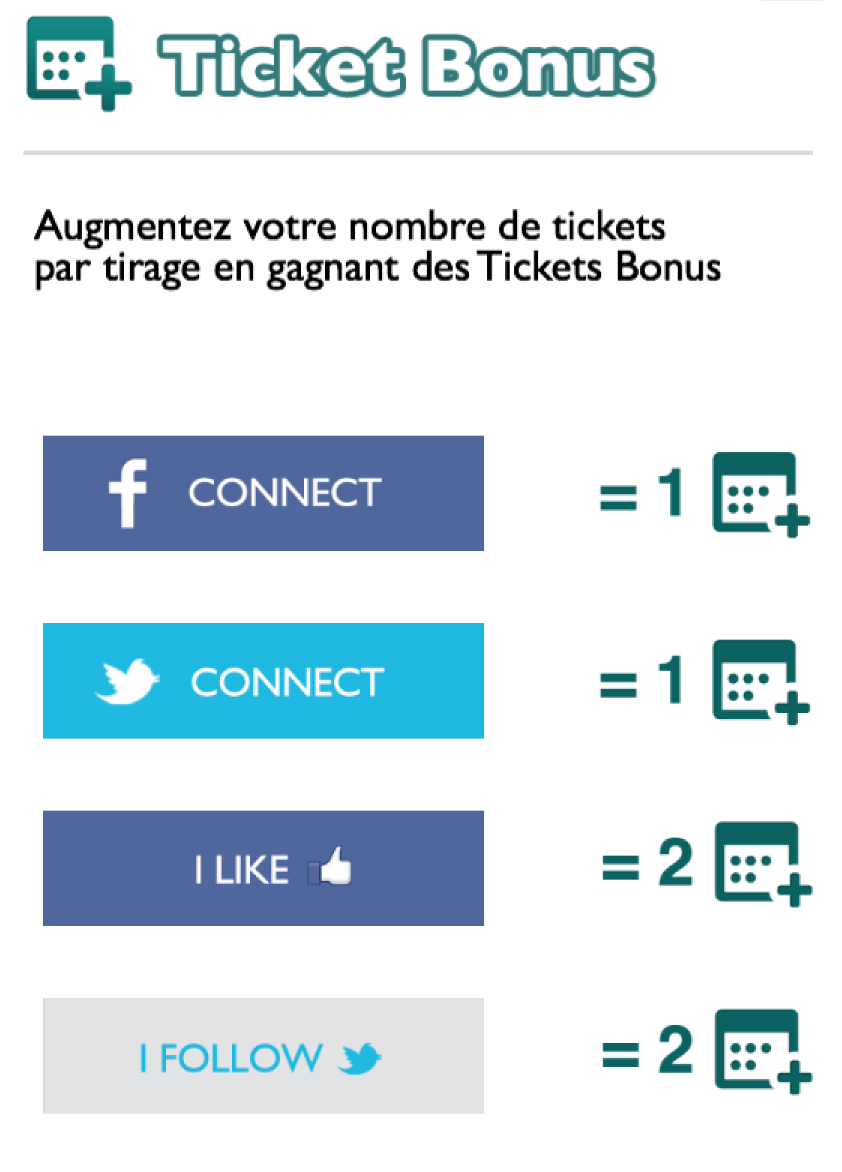 Ticket Bonus
Augmentez votre nombre de tickets
par tirage en gagnant des Tickets Bonus
f CONNECT = 1
CONNECT = 1
I LIKE = 2
I FOLLOW = 2